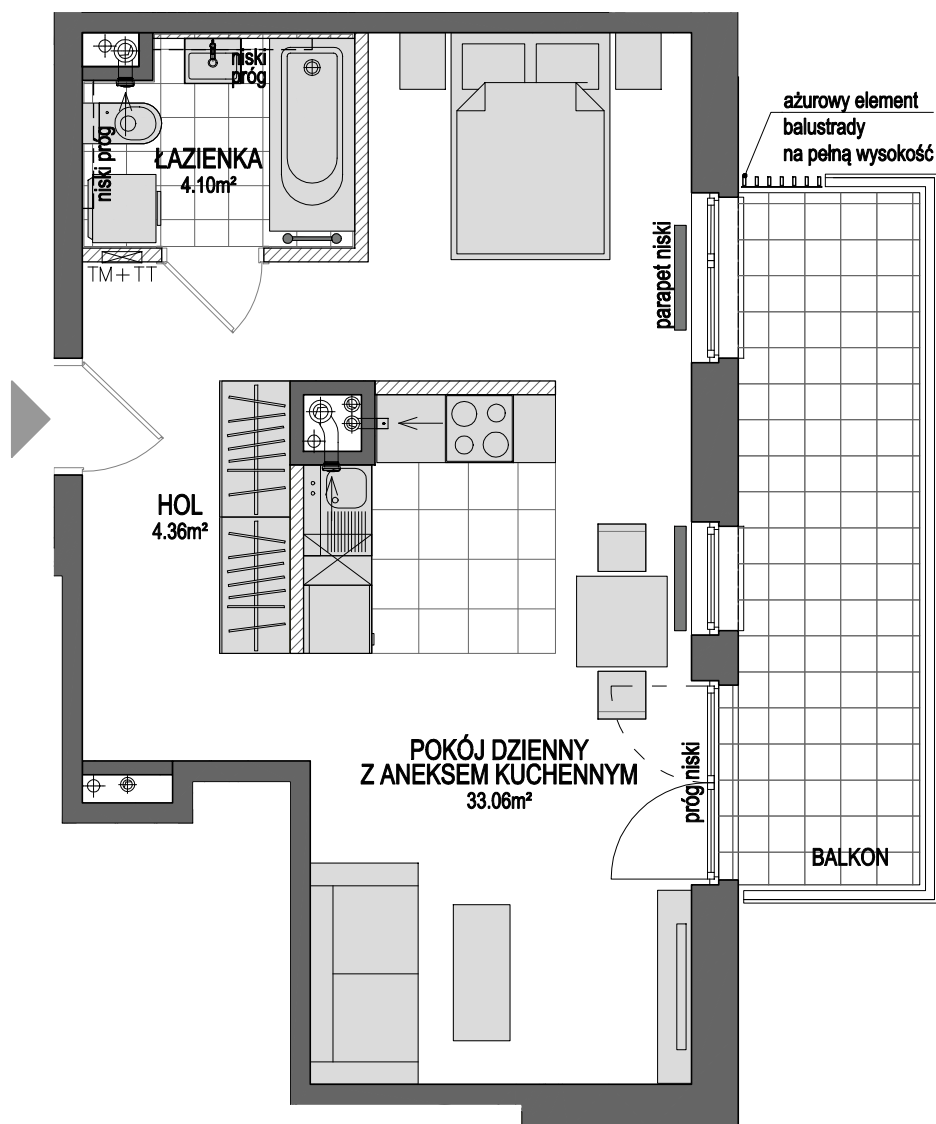 niski
próg
ażurowy element
balustrady
na pełną wysokość
niski próg
ŁAZIENKA
4.10m²
parapet niski
TM+TT
HOL
4.36m²
POKÓJ DZIENNY
Z ANEKSEM KUCHENNYM
33.06m²
próg niski
BALKON